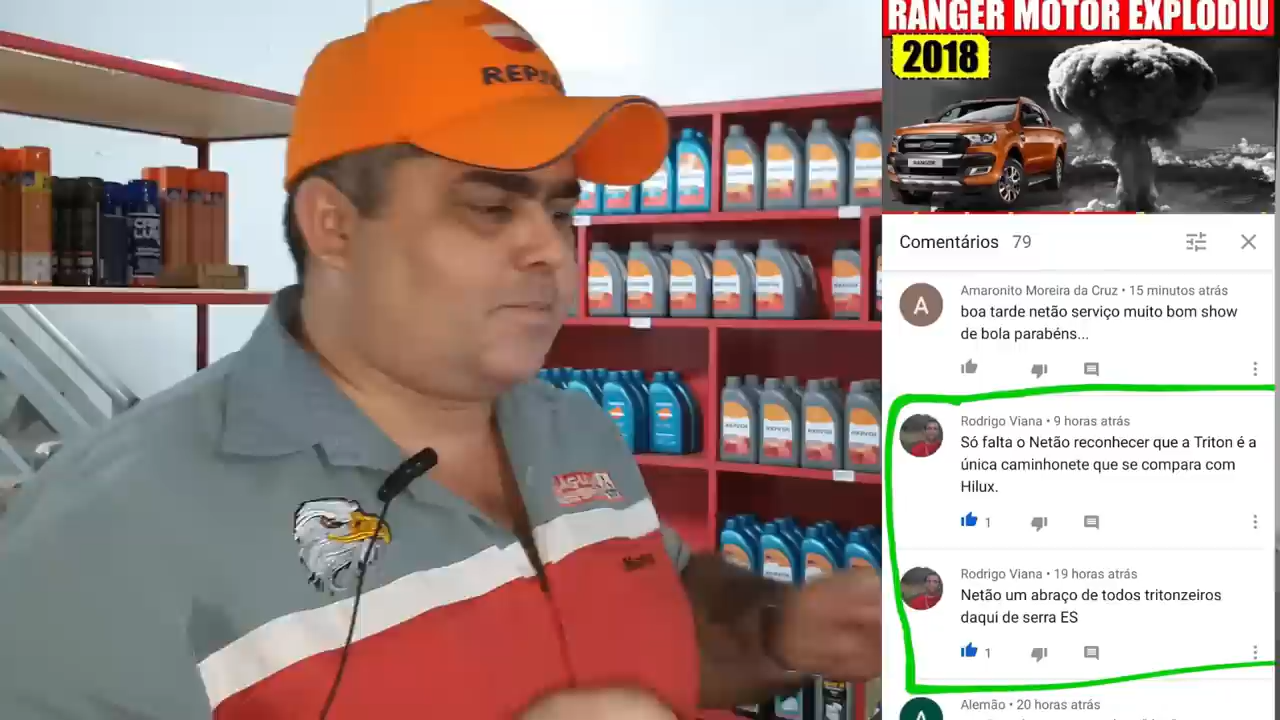 RANGER MOTOR EXPLODIU
2018
RANGER
Comentários 79
Amaronito Moreira da Cruz • 15 minutos atrás
boa tarde netão serviço muito bom show
de bola parabéns...
Rodrigo Viana • 9 horas atrás
Só falta o Netão reconhecer que a Triton é a
única caminhonete que se compara com
Hilux.
1
Rodrigo Viana • 19 horas atrás
Netão um abraço de todos tritonzeiros
daqui de serra ES
1
Alemão • 20 horas atrás